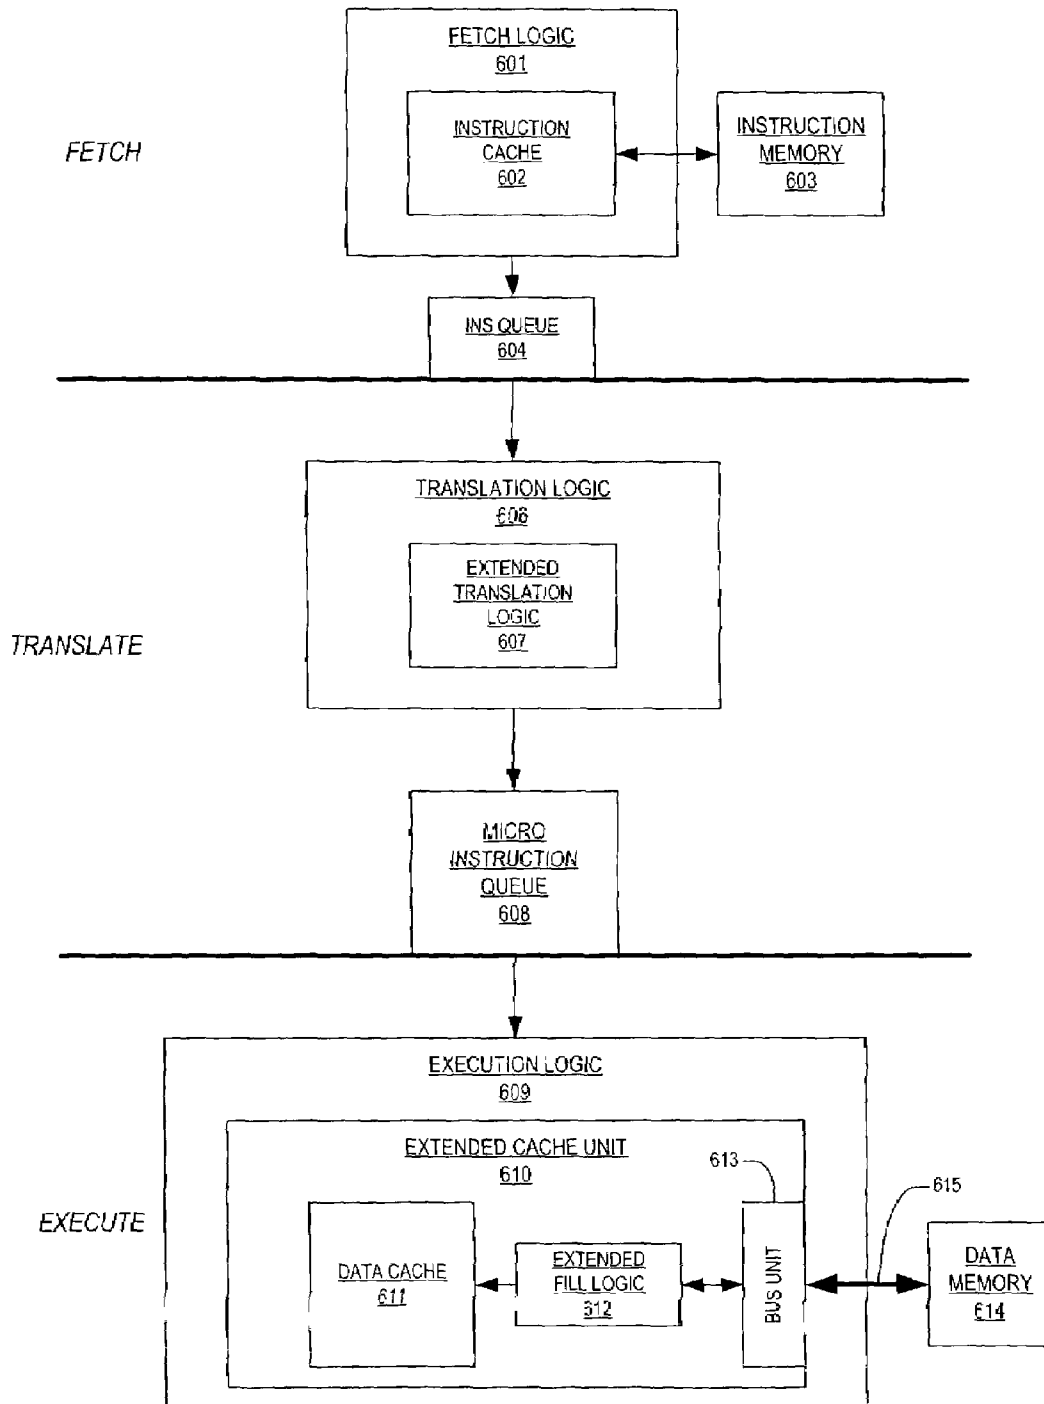 FETCH LOGIC
601
INSTRUCTION
CACHE
602
INSTRUCTION
MEMORY
603
FETCH
INS QUEUE
604
TRANSLATION LOGIC
606
EXTENDED
TRANSLATION
LOGIC
607
TRANSLATE
MICRO
INSTRUCTION
QUEUE
608
EXECUTION LOGIC
609
EXTENDED CACHE UNIT
610
613
615
EXECUTE
DATA CACHE
611
EXTENDED
FILL LOGIC
612
BUS UNIT
DATA
MEMORY
614